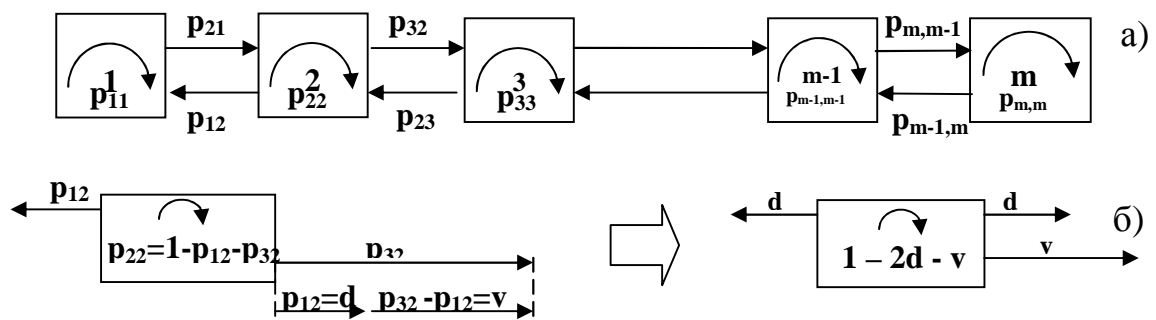 p21 p32 pm,m-1 а)
1 2 3 m-1 m
p11 p22 p33 pm-1,m-1 pm,m
p12 p23 pm-1,m
p12 d d б)
p22=1-p12-p32 p32 1 – 2d - v v
p12=d p32 -p12=v